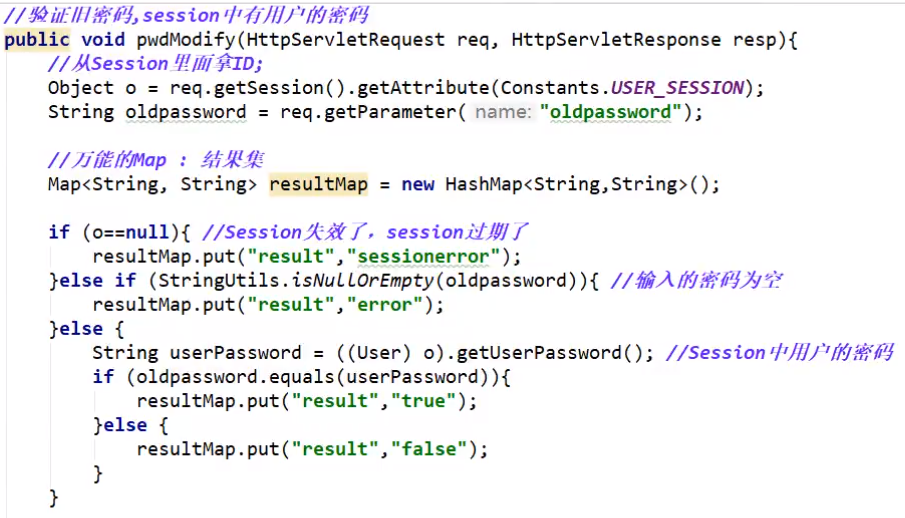 //验证旧密码,session中有用户的密码
public void pwdModify(HttpServletRequest req, HttpServletResponse resp){
    //从Session里面拿ID;
    Object o = req.getSession().getAttribute(Constants.USER_SESSION);
    String oldpassword = req.getParameter( name: "oldpassword");

    //万能的Map : 结果集
    Map<String, String> resultMap = new HashMap<String,String>();

    if (o==null){ //Session失效了，session过期了
        resultMap.put("result","sessionerror");
    }else if (StringUtils.isNullOrEmpty(oldpassword)){ //输入的密码为空
        resultMap.put("result","error");
    }else {
        String userPassword = ((User) o).getUserPassword(); //Session中用户的密码
        if (oldpassword.equals(userPassword)){
            resultMap.put("result","true");
        }else {
            resultMap.put("result","false");
        }
    }